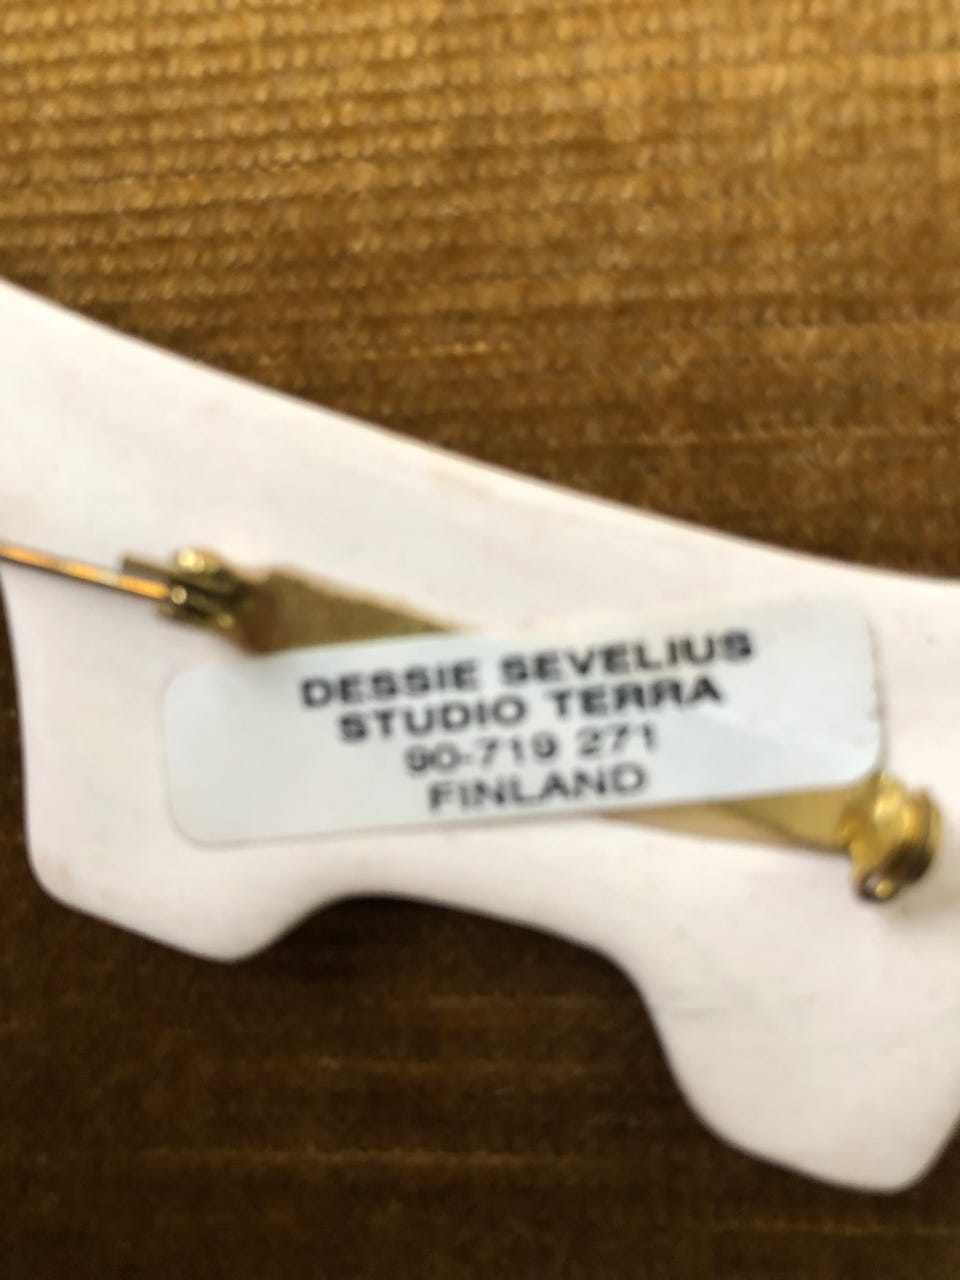 DESSIE SEVELIUS
STUDIO TERRA
90-719 271
FINLAND